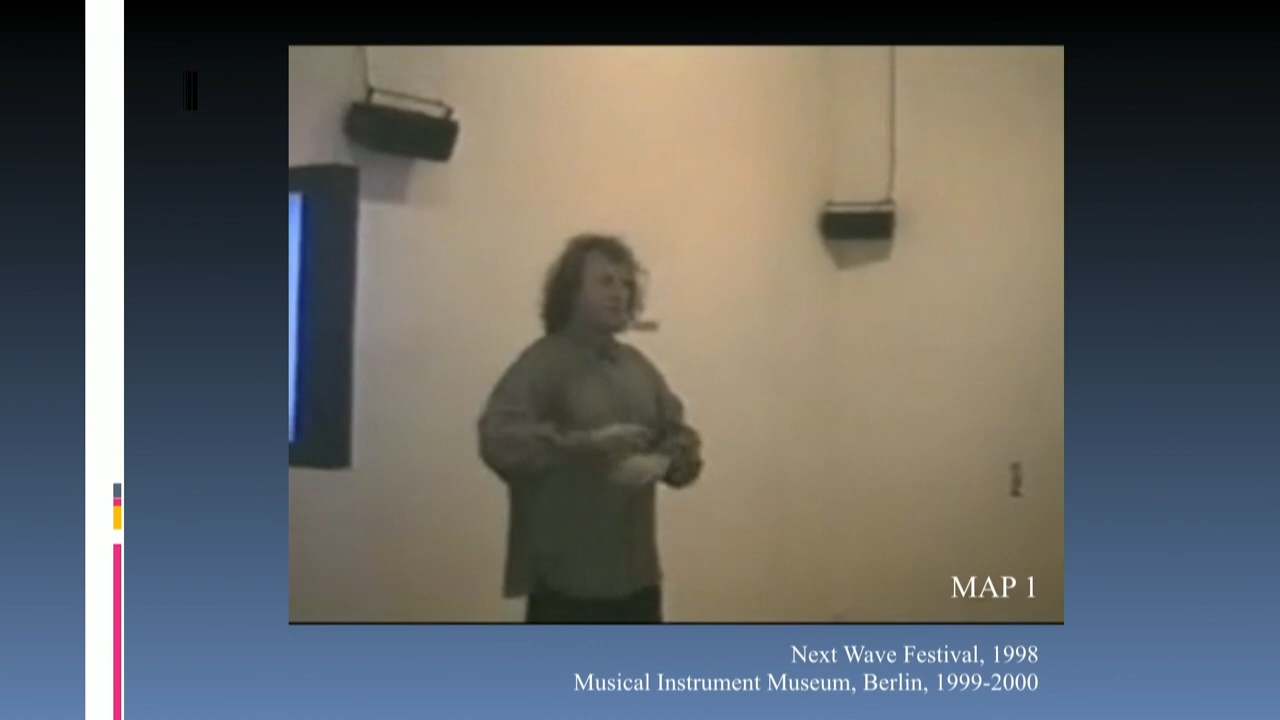 MAP 1
Next Wave Festival, 1998
Musical Instrument Museum, Berlin, 1999-2000